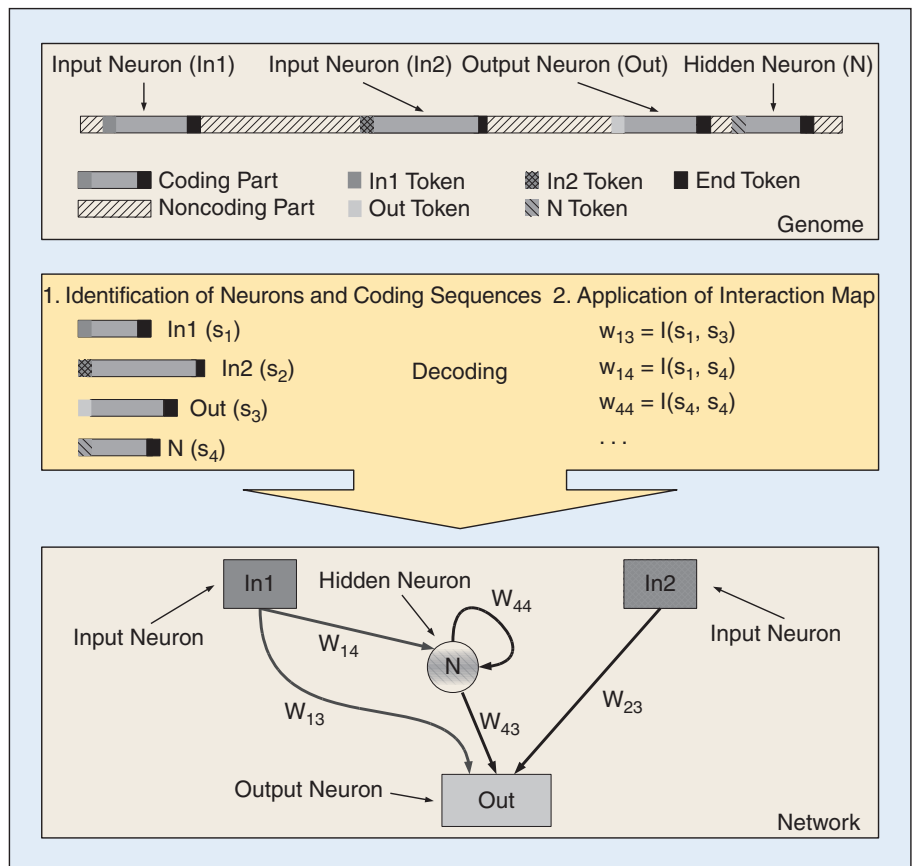 Input Neuron (In1) Input Neuron (In2) Output Neuron (Out) Hidden Neuron (N)
Coding Part In1 Token In2 Token End Token
Noncoding Part Out Token N Token
Genome
1. Identification of Neurons and Coding Sequences 2. Application of Interaction Map
In1 (s1) w13 = I(s1, s3)
In2 (s2) Decoding w14 = I(s1, s4)
Out (s3) w44 = I(s4, s4)
N (s4) . . .
In1 Hidden Neuron In2
W44
Input Neuron Input Neuron
W14
N
W13 W43 W23
Output Neuron Out
Network